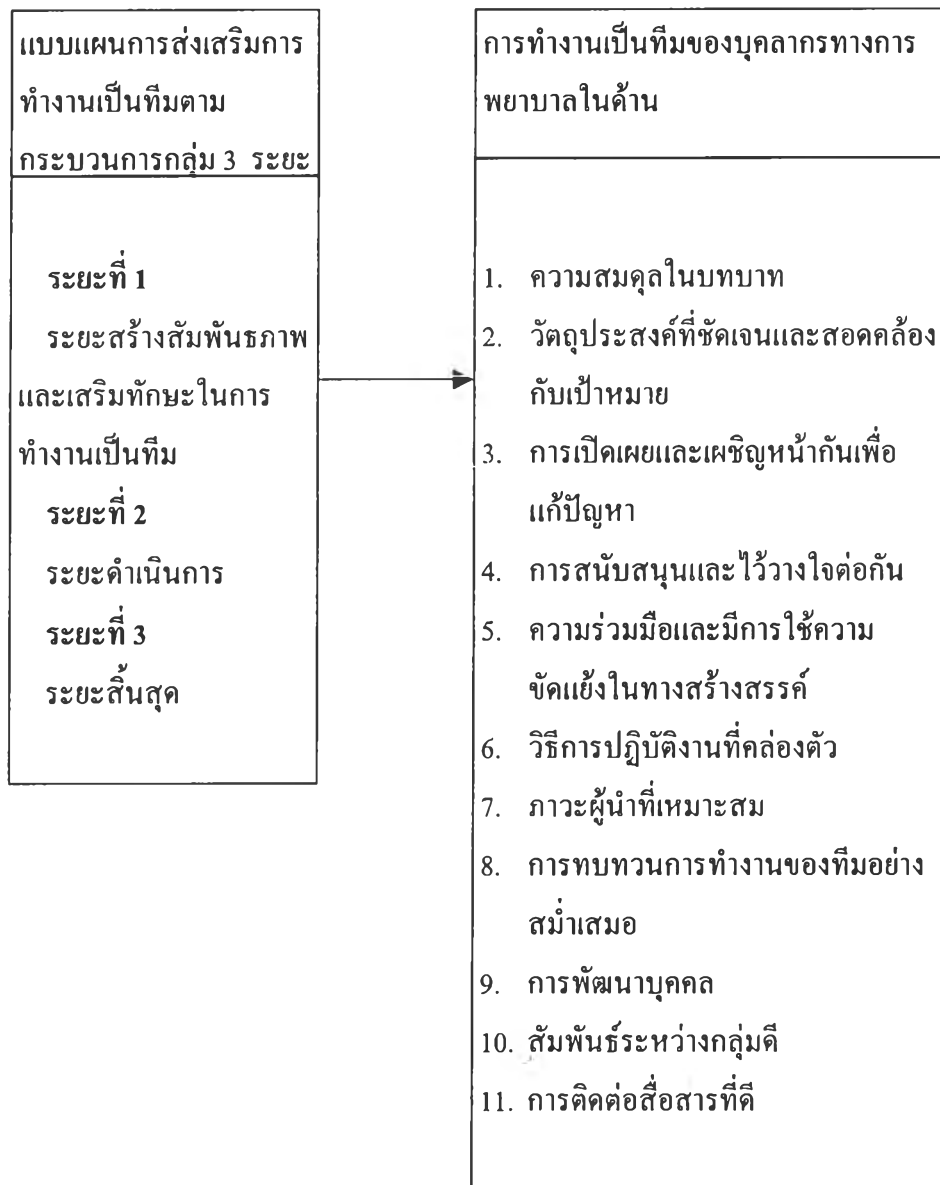 แบบแผนการส่งเสริมการ
ทำงานเป็นทีมตาม
กระบวนการกลุ่ม 3 ระยะ
ระยะที่ 1
ระยะสร้างสัมพันธภาพ
และเสริมทักษะในการ
ทำงานเป็นทีม
ระยะที่ 2
ระยะดำเนินการ
ระยะที่ 3
ระยะสิ้นสุด
การทำงานเป็นทีมของบุคลากรทางการ
พยาบาลในด้าน
1. ความสมดุลในบทบาท
2. วัตถุประสงค์ที่ชัดเจนและสอดคล้อง
กับเป้าหมาย
3. การเปิดเผยและเผชิญหน้ากันเพื่อ
แก้ปัญหา
4. การสนับสนุนและไว้วางใจต่อกัน
5. ความร่วมมือและมีการใช้ความ
ขัดแย้งในทางสร้างสรรค์
6. วิธีการปฏิบัติงานที่คล่องตัว
7. ภาวะผู้นำที่เหมาะสม
8. การทบทวนการทำงานของทีมอย่าง
สม่ำเสมอ
9. การพัฒนาบุคคล
10. สัมพันธ์ระหว่างกลุ่มดี
11. การติดต่อสื่อสารที่ดี